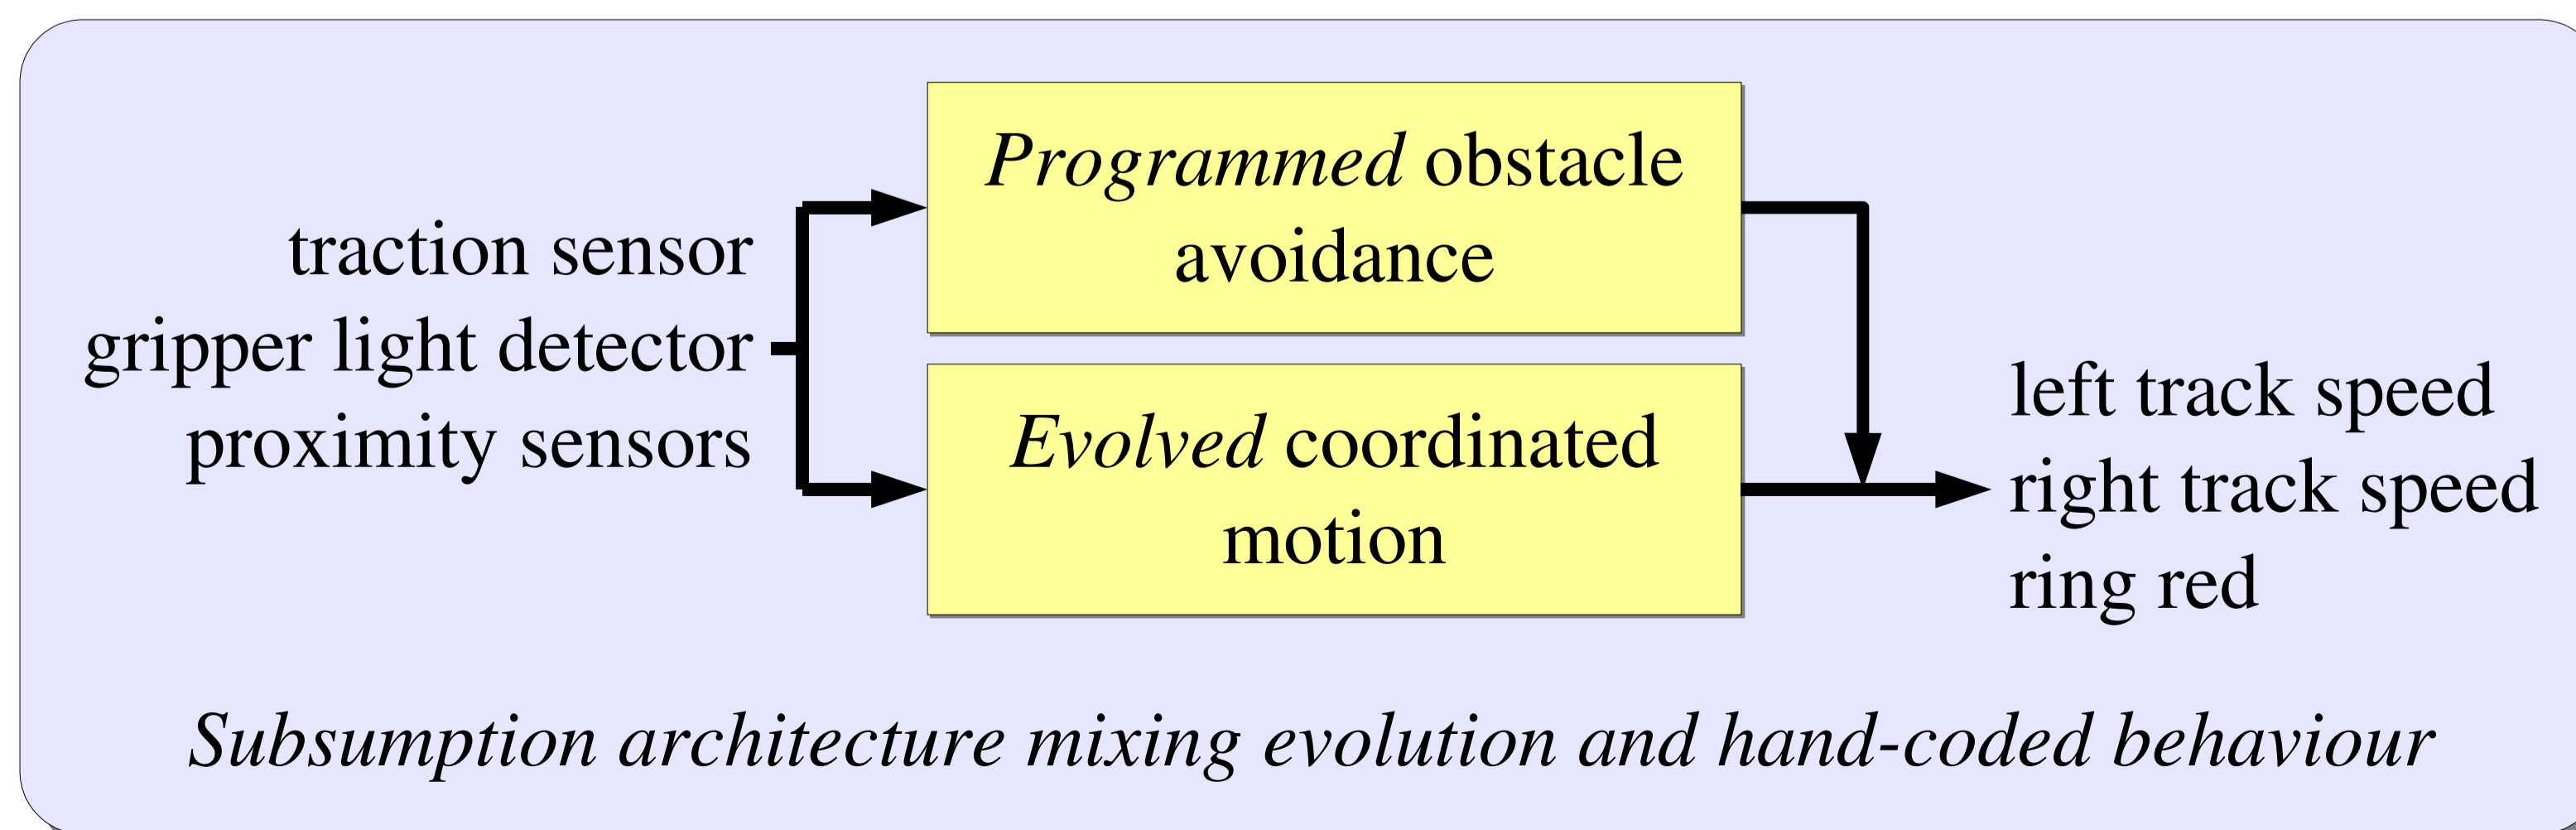 Programmed obstacle
avoidance
traction sensor
gripper light detector
proximity sensors
Evolved coordinated
motion
left track speed
right track speed
ring red
Subsumption architecture mixing evolution and hand-coded behaviour